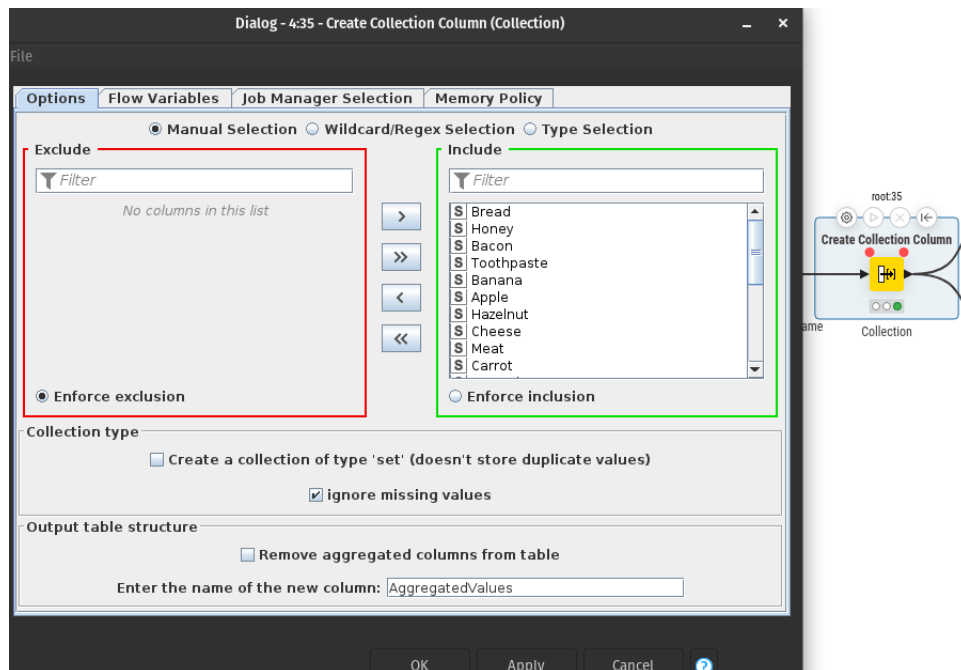 Dialog - 4:35 - Create Collection Column (Collection)
File
Options Flow Variables Job Manager Selection Memory Policy
Manual Selection Wildcard/Regex Selection Type Selection
Exclude
Filter
No columns in this list
Enforce exclusion
>
>>
<
<<
Include
Filter
S Bread
S Honey
S Bacon
S Toothpaste
S Banana
S Apple
S Hazelnut
S Cheese
S Meat
S Carrot
Enforce inclusion
Collection type
Create a collection of type 'set' (doesn't store duplicate values)
ignore missing values
Output table structure
Remove aggregated columns from table
Enter the name of the new column: AggregatedValues
OK Apply Cancel ?
root:35
Create Collection Column
ame
Collection